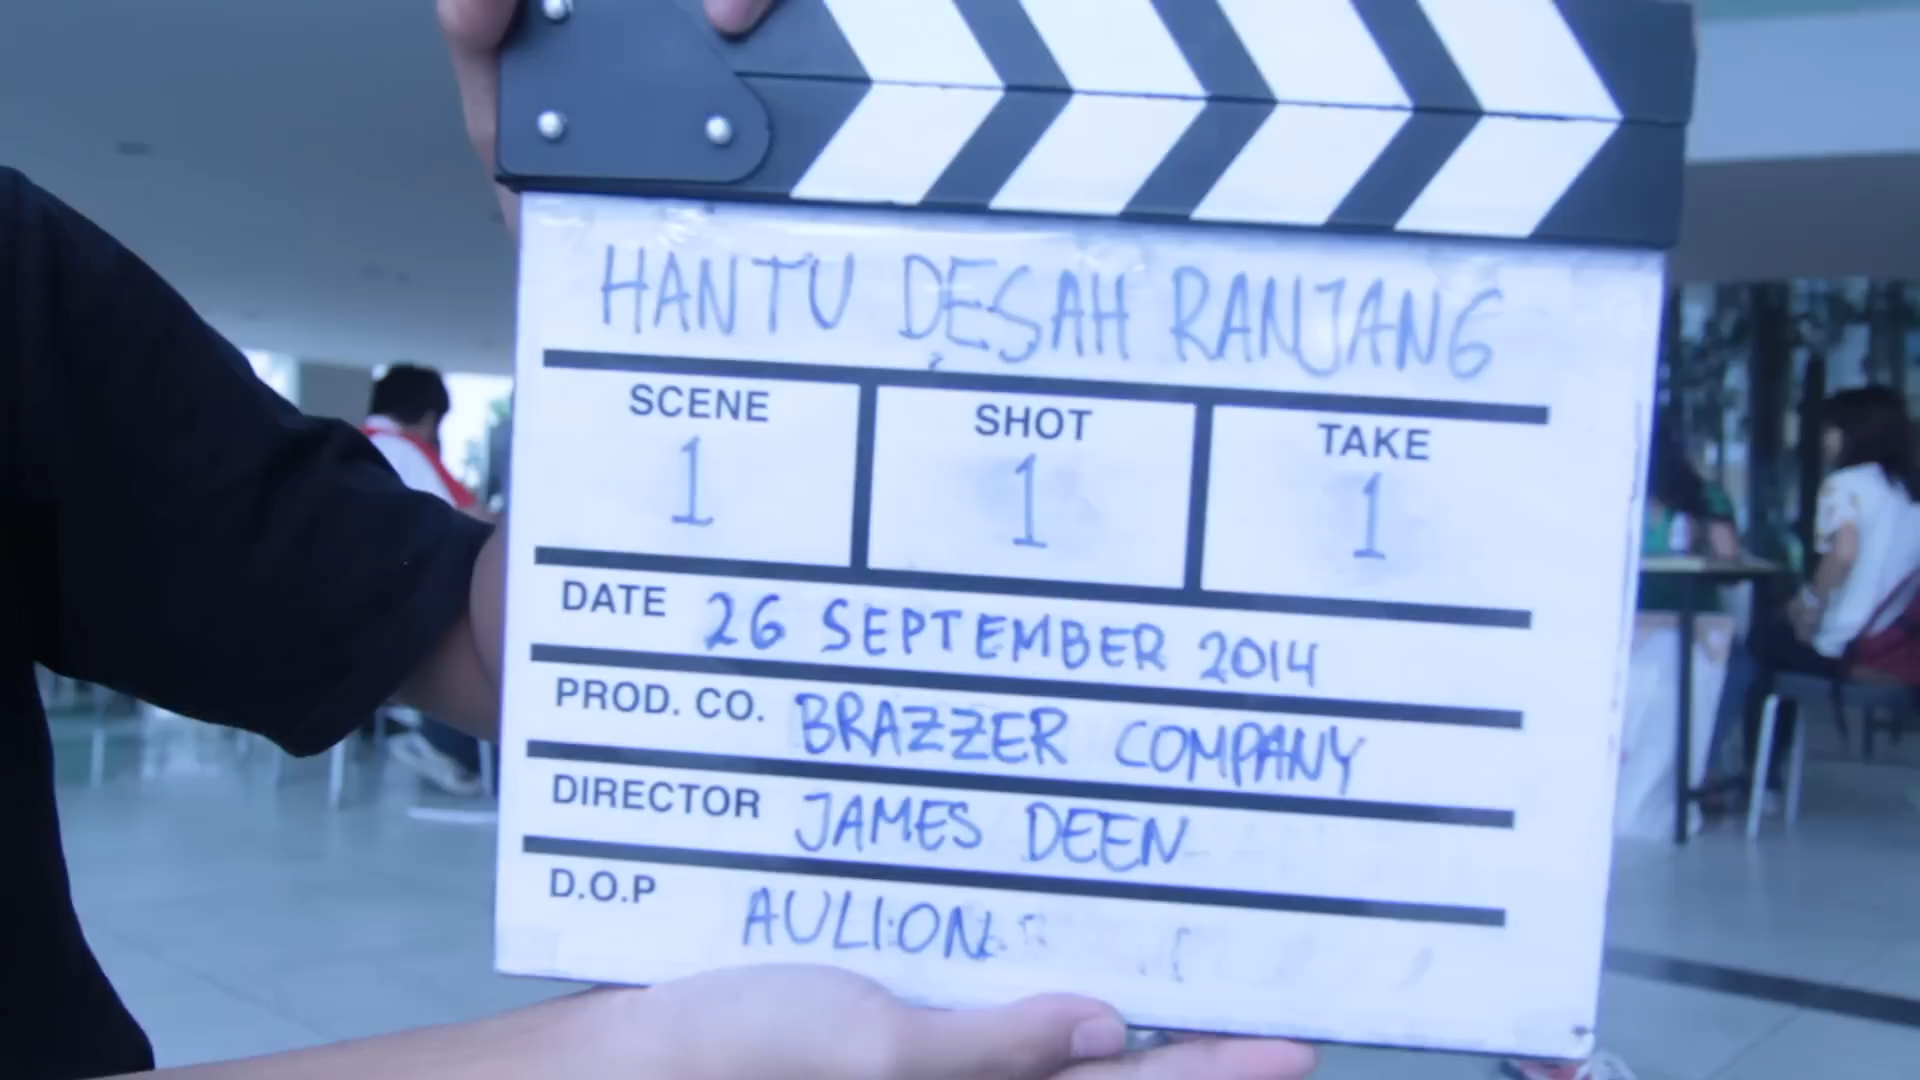 HANTU DESAH RANJANG
SCENE SHOT TAKE
1 1 1
DATE 26 SEPTEMBER 2014
PROD. CO. BRAZZER COMPANY
DIRECTOR JAMES DEEN
D.O.P AULION